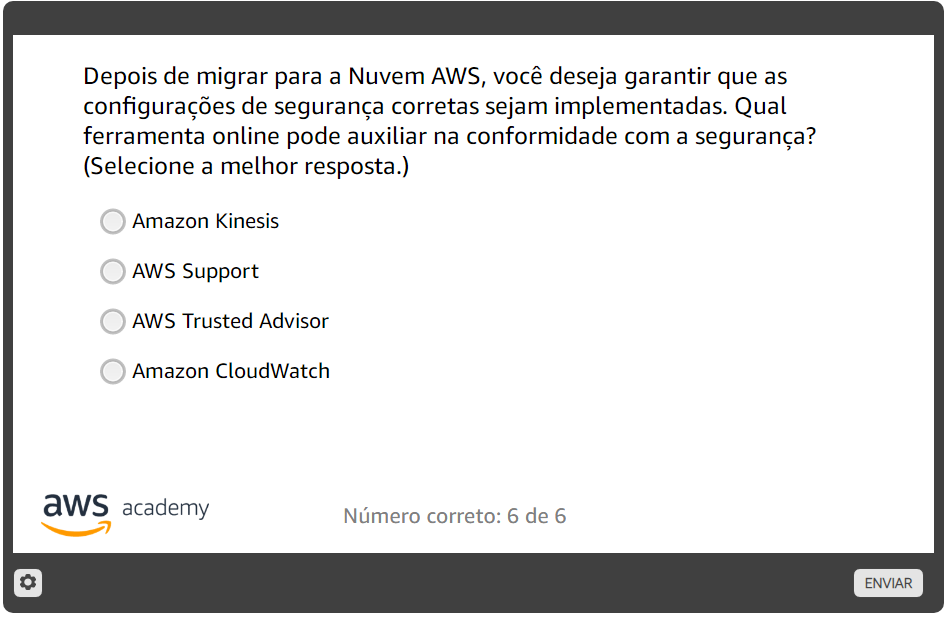 Depois de migrar para a Nuvem AWS, você deseja garantir que as
configurações de segurança corretas sejam implementadas. Qual
ferramenta online pode auxiliar na conformidade com a segurança?
(Selecione a melhor resposta.)
Amazon Kinesis
AWS Support
AWS Trusted Advisor
Amazon CloudWatch
aws academy
Número correto: 6 de 6
ENVIAR